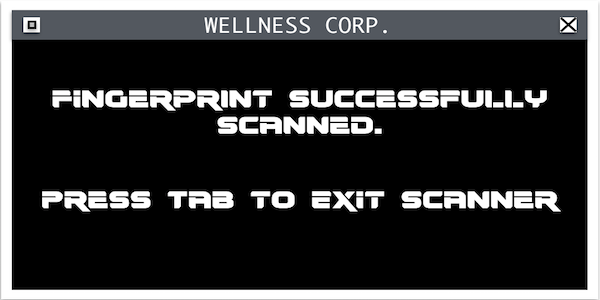 WELLNESS CORP.
FINGERPRINT SUCCESSFULLY
SCANNED.
PRESS TAB TO EXIT SCANNER